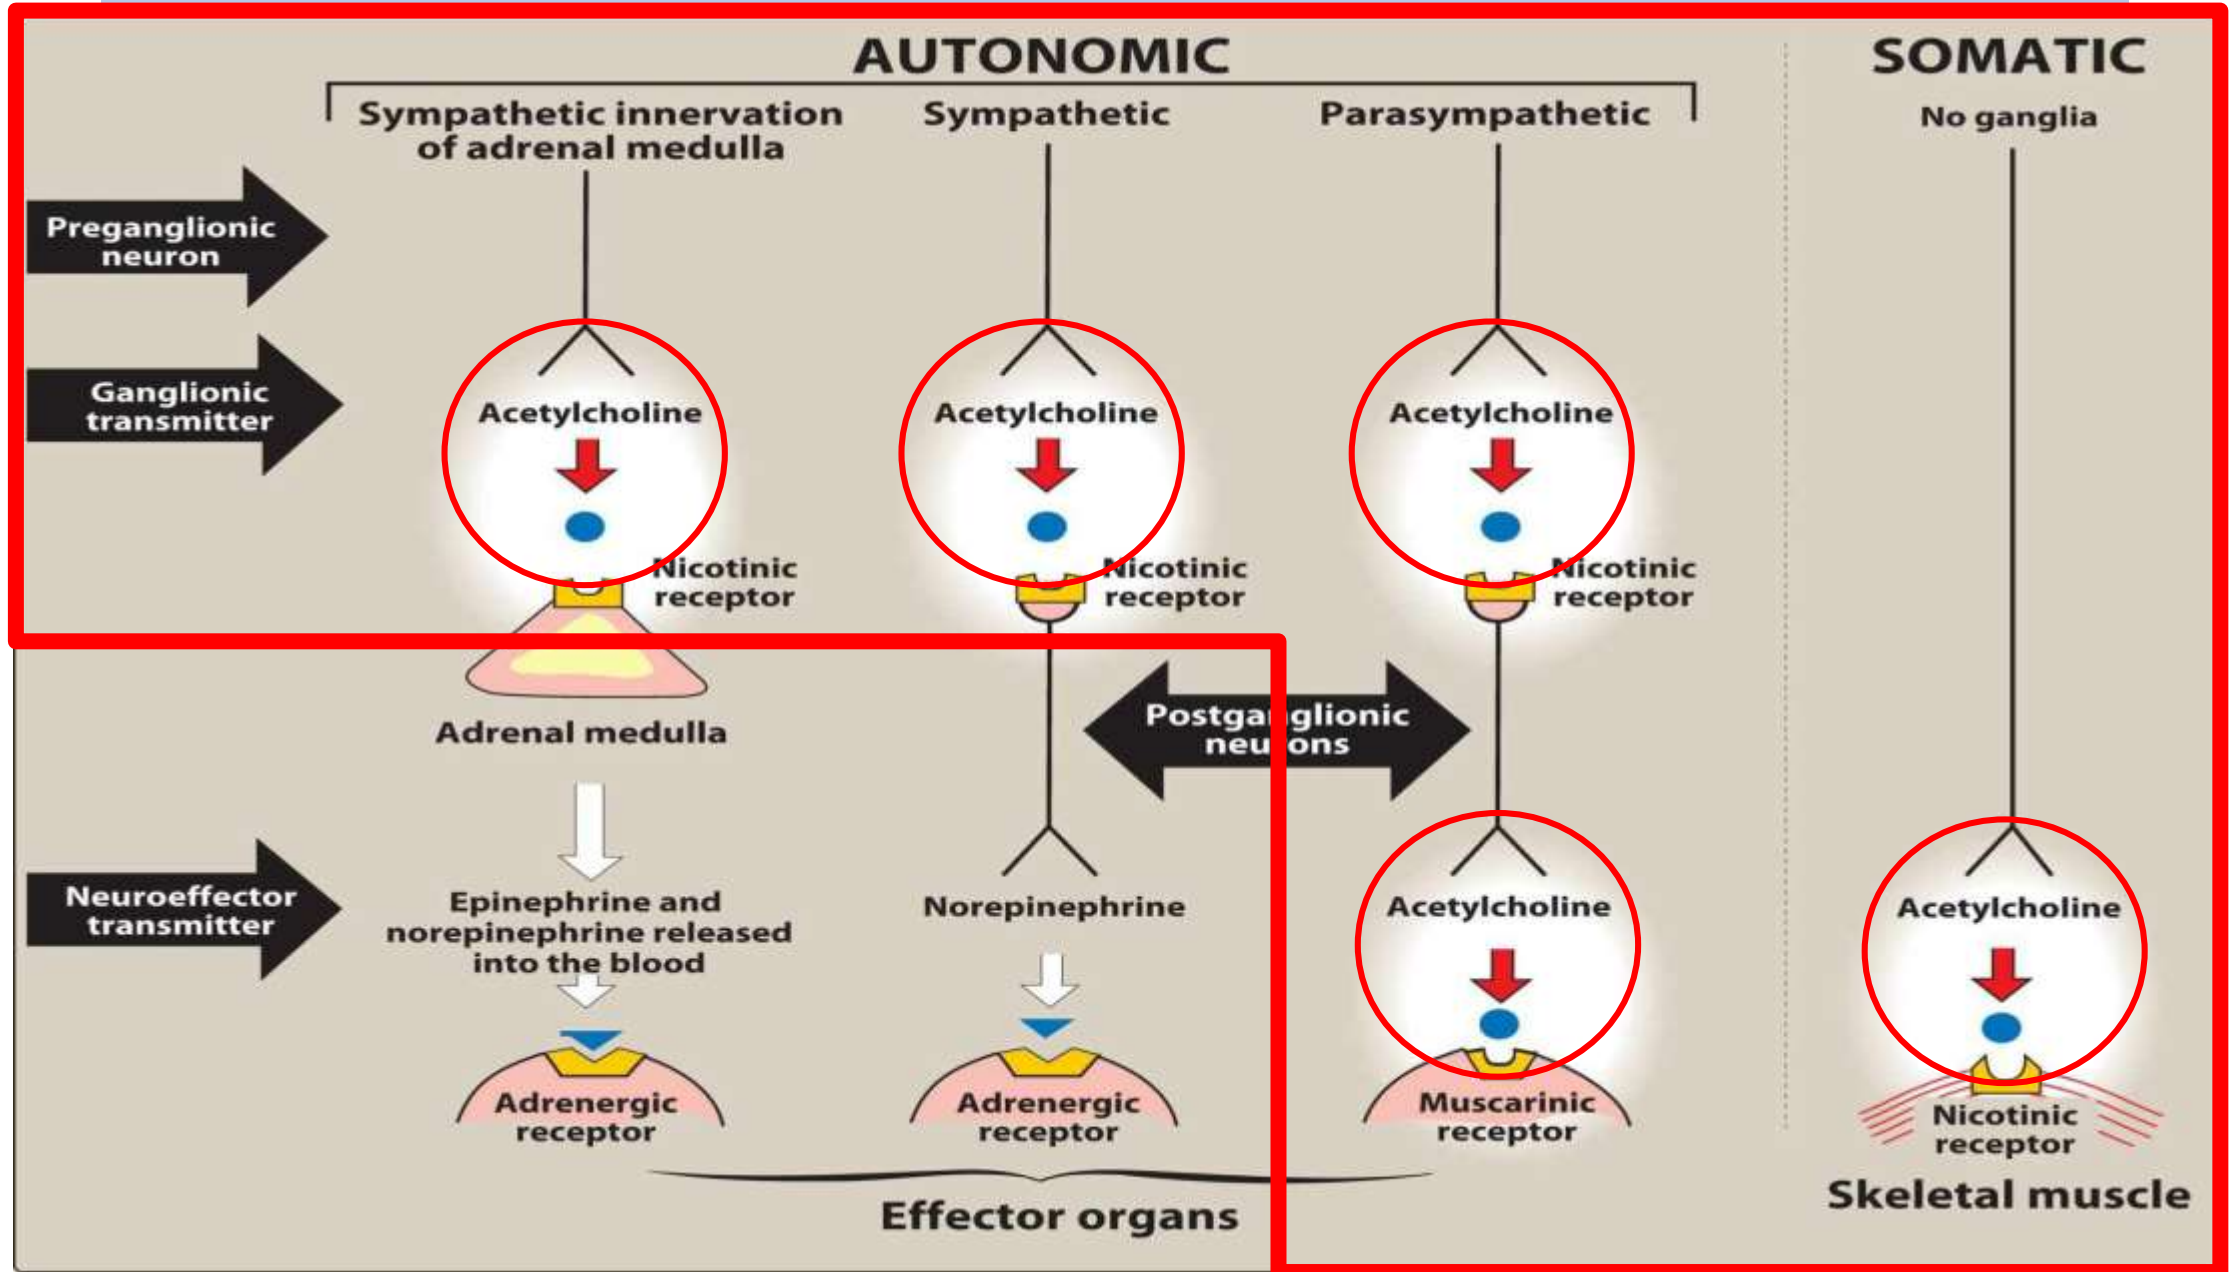 AUTONOMIC
SOMATIC
Sympathetic innervation
of adrenal medulla
Sympathetic
Parasympathetic
No ganglia
Preganglionic
neuron
Ganglionic
transmitter
Acetylcholine
Acetylcholine
Acetylcholine
Nicotinic
receptor
Nicotinic
receptor
Nicotinic
receptor
Adrenal medulla
Postganglionic
neurons
Neuroeffector
transmitter
Epinephrine and
norepinephrine released
into the blood
Norepinephrine
Acetylcholine
Acetylcholine
Adrenergic
receptor
Adrenergic
receptor
Muscarinic
receptor
Nicotinic
receptor
Skeletal muscle
Effector organs